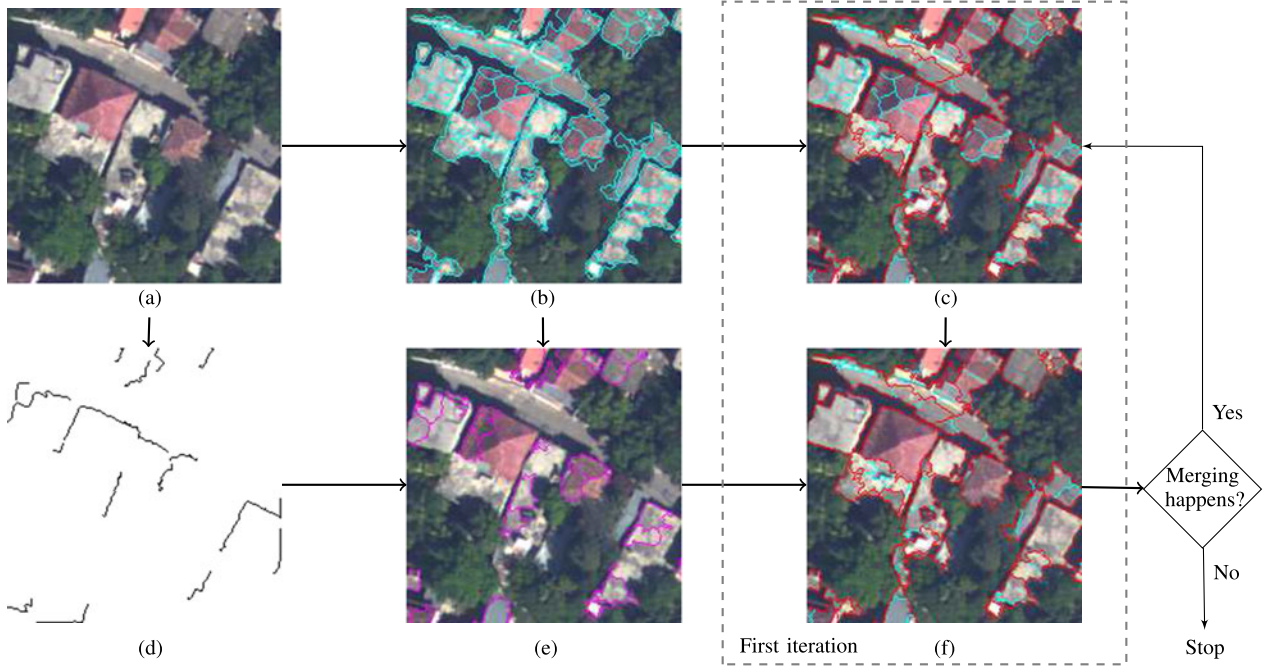 (a)
(b)
(c)
Yes
Merging
happens?
No
(d)
(e)
First iteration
(f)
Stop